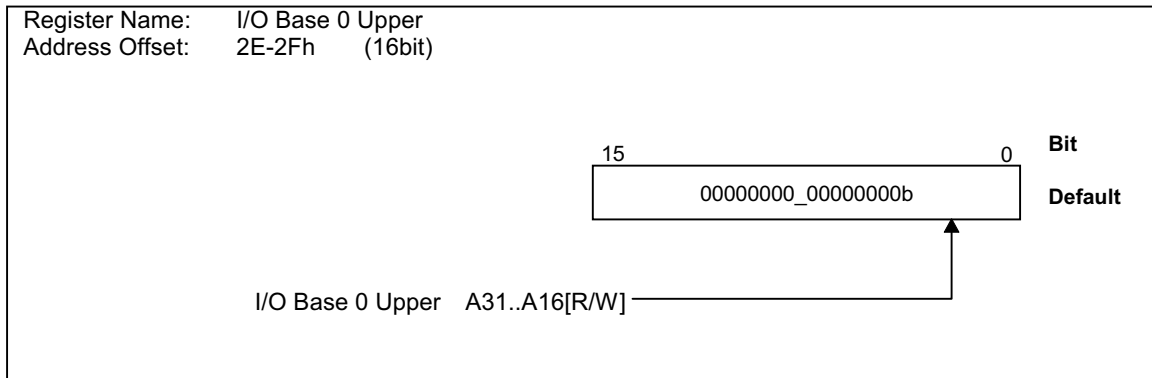 Register Name: I/O Base 0 Upper
Address Offset: 2E-2Fh (16bit)
15 0 Bit
00000000_00000000b Default
I/O Base 0 Upper A31..A16[R/W]